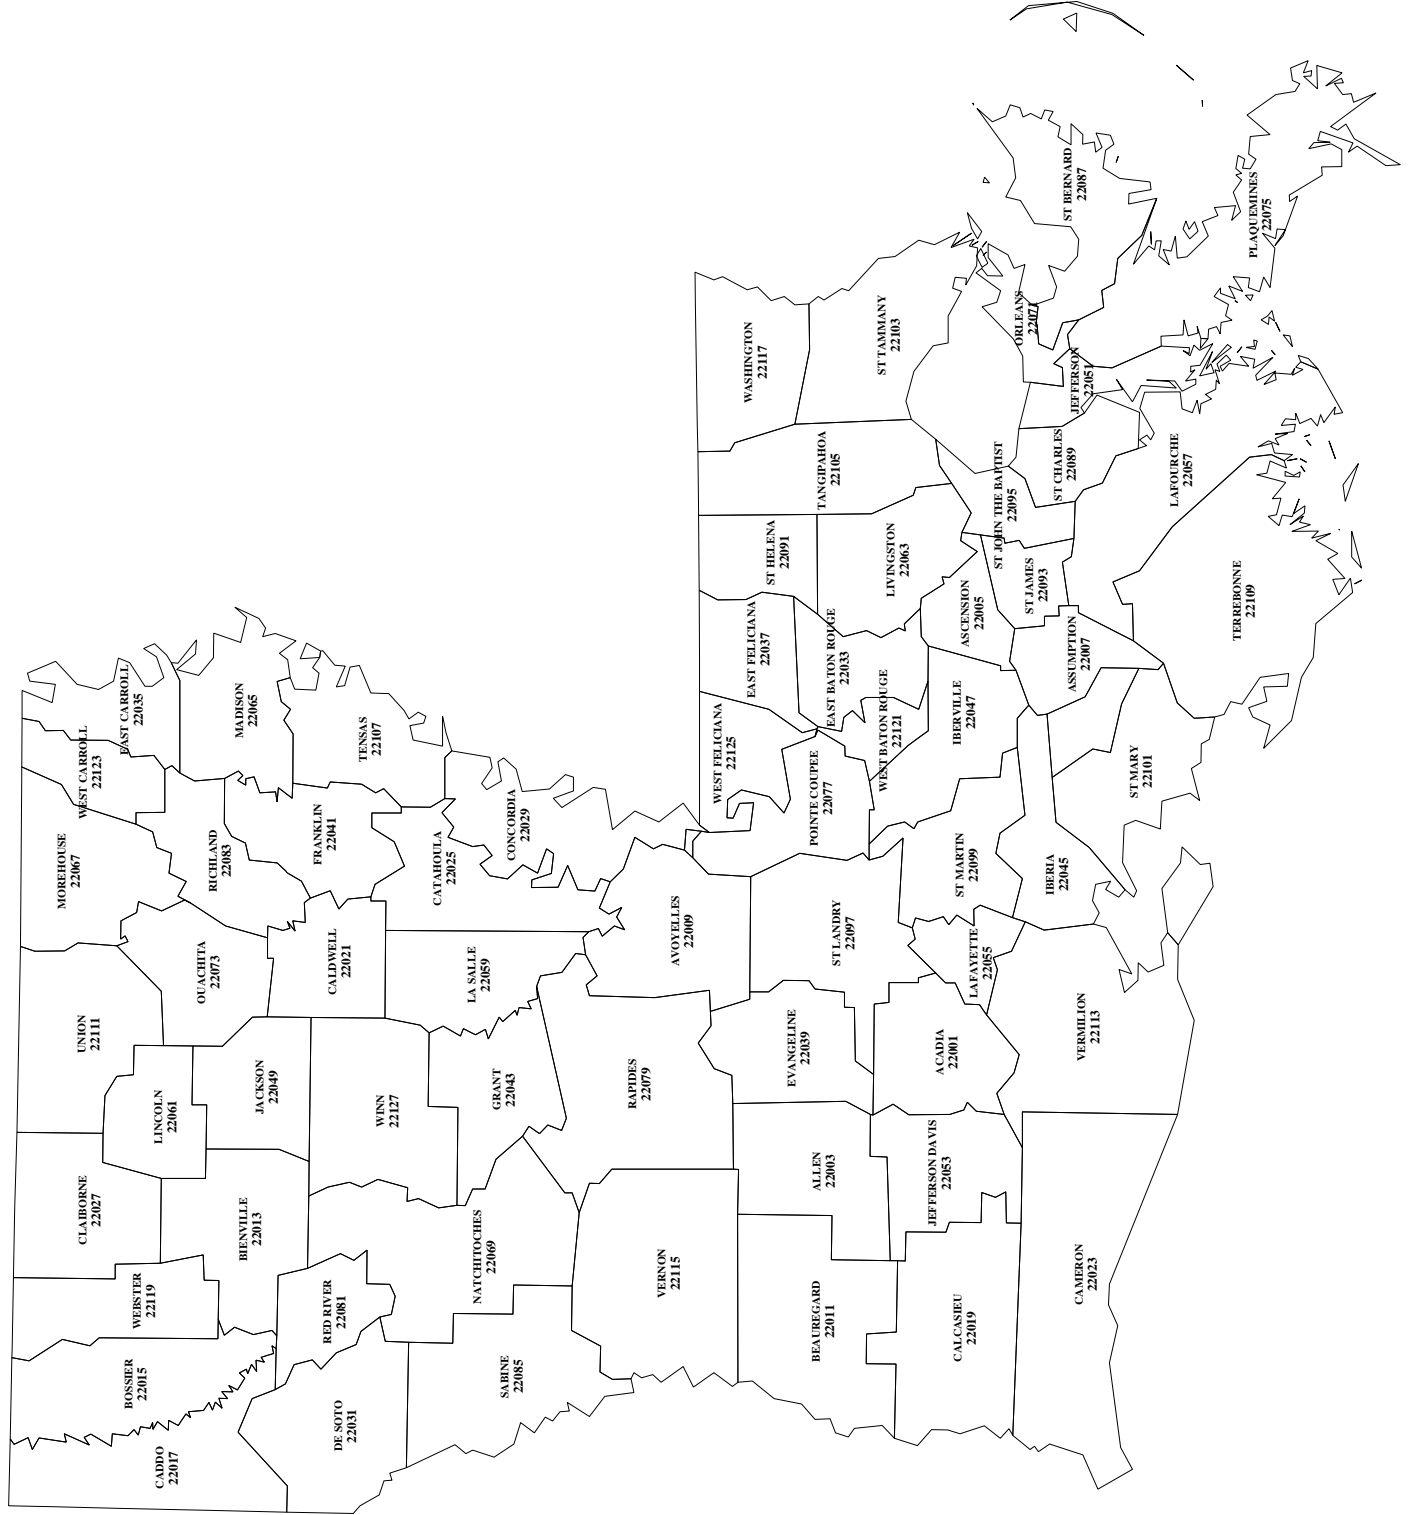 CADDO
22017
BOSSIER
22015
WEBSTER
22119
CLAIBORNE
22027
LINCOLN
22061
UNION
22111
MOREHOUSE
22067
WEST CARROLL
22123
EAST CARROLL
22035
DE SOTO
22031
RED RIVER
22081
BIENVILLE
22013
JACKSON
22049
OUACHITA
22073
RICHLAND
22083
MADISON
22065
SABINE
22085
NATCHITOCHES
22069
WINN
22127
GRANT
22043
CALDWELL
22021
LA SALLE
22059
FRANKLIN
22041
TENSAS
22107
CATAHOULA
22025
CONCORDIA
22029
VERNON
22115
RAPIDES
22079
AVOYELLES
22009
BEAUREGARD
22011
ALLEN
22003
EVANGELINE
22039
ST LANDRY
22097
POINTE COUPEE
22077
WEST FELICIANA
22125
EAST FELICIANA
22037
ST HELENA
22091
TANGIPAHOA
22105
WASHINGTON
22117
WEST BATON ROUGE
22121
EAST BATON ROUGE
22033
LIVINGSTON
22063
ST TAMMANY
22103
CALCASIEU
22019
JEFFERSON DAVIS
22053
ACADIA
22001
LAFAYETTE
22055
ST MARTIN
22099
IBERVILLE
22047
ASCENSION
22005
ST JAMES
22093
ST JOHN THE BAPTIST
22095
ST CHARLES
22089
JEFFERSON
22051
ORLEANS
22071
ST BERNARD
22087
CAMERON
22023
VERMILION
22113
IBERIA
22045
ST MARY
22101
ASSUMPTION
22007
TERREBONNE
22109
LAFOURCHE
22057
PLAQUEMINES
22075